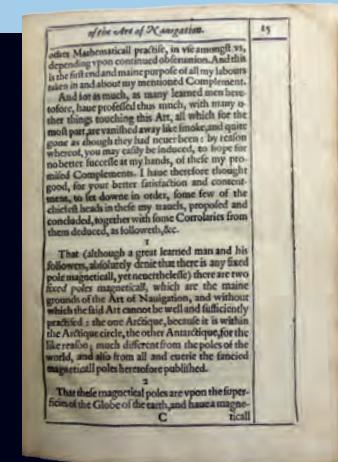 of the Art of Nauigation.
15
other Mathematicall practise, in vse amongst vs,
depending vpon continued obseruation. And this
is the first end and maine purpose of all my labours
taken in and about my mentioned Complement.
And for as much, as many learned men here-
tofore, haue professed thus much, with many o-
ther things touching this Art, all which for the
most part, are vanished away like smoke, and quite
gone as though they had neuer been: by reason
whereof, you may easily be induced, to hope for
no better successe at my hands, of these my pro-
mised Complements. I haue therefore thought
good, for your better satisfaction and content-
ment, to set downe in order, some few of the
chiefest heads in these my trauels, proposed and
concluded, together with some Corrolaries from
them deduced, as followeth, &c.
1
That (although a great learned man and his
followers, absolutely denie that there is any fixed
pole magneticall, yet neuerthelesse) there are two
fixed poles magneticall, which are the maine
grounds of the Art of Nauigation, and without
which the said Art cannot be well and sufficiently
practised: the one Arctique, because it is within
the Arctique circle, the other Antarctique, for the
like reason; much different from the poles of the
world, and also from all and euerie the fancied
magneticall poles heretofore published.
2
That these magnetical poles are vpon the super-
ficies of the Globe of the earth, and haue a magne-
C
ticall